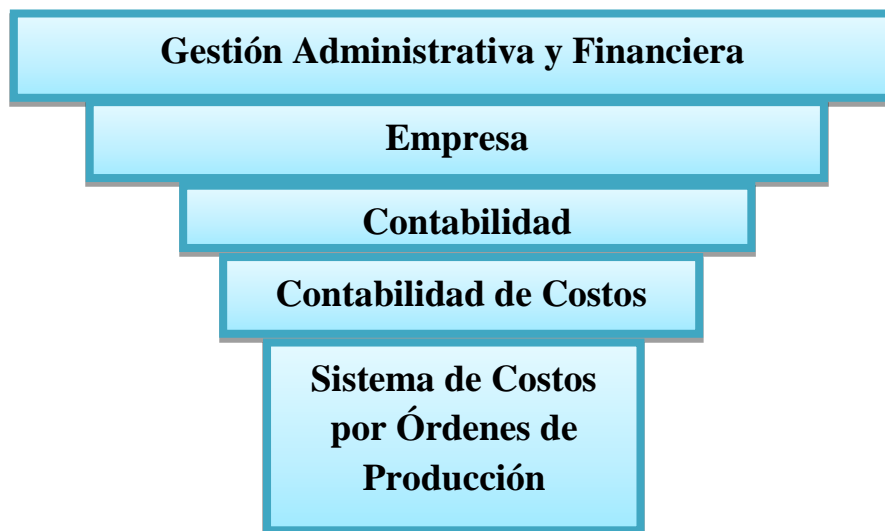 Gestión Administrativa y Financiera
Empresa
Contabilidad
Contabilidad de Costos
Sistema de Costos
por Órdenes de
Producción